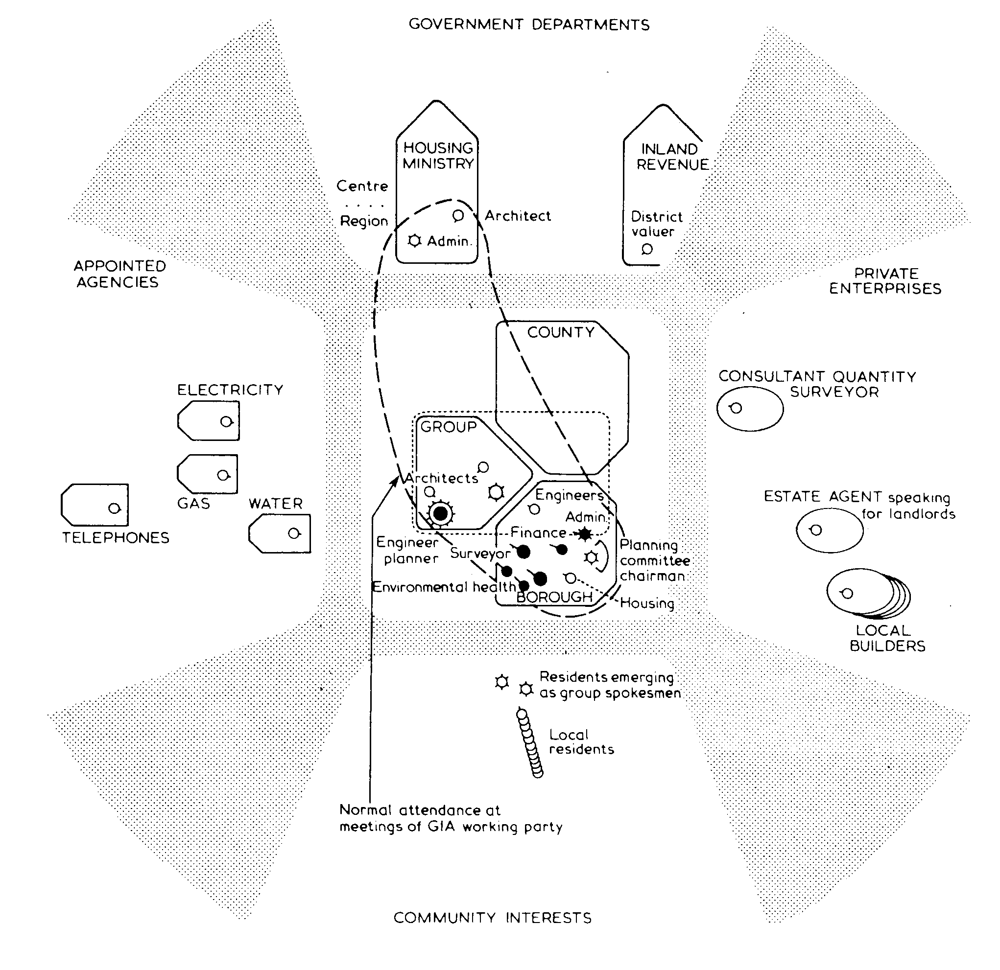 GOVERNMENT DEPARTMENTS
HOUSING
MINISTRY
INLAND
REVENUE
Centre
Region
Architect
Admin.
District
valuer
APPOINTED
AGENCIES
PRIVATE
ENTERPRISES
COUNTY
ELECTRICITY
GAS
WATER
TELEPHONES
CONSULTANT QUANTITY
SURVEYOR
GROUP
Architects
Engineers
Admin.
Finance
Engineer
planner
Surveyor
Environmental health
BOROUGH
Planning
committee
chairman
Housing
ESTATE AGENT speaking
for landlords
LOCAL
BUILDERS
Residents emerging
as group spokesmen
Local
residents
Normal attendance at
meetings of GIA working party
COMMUNITY INTERESTS